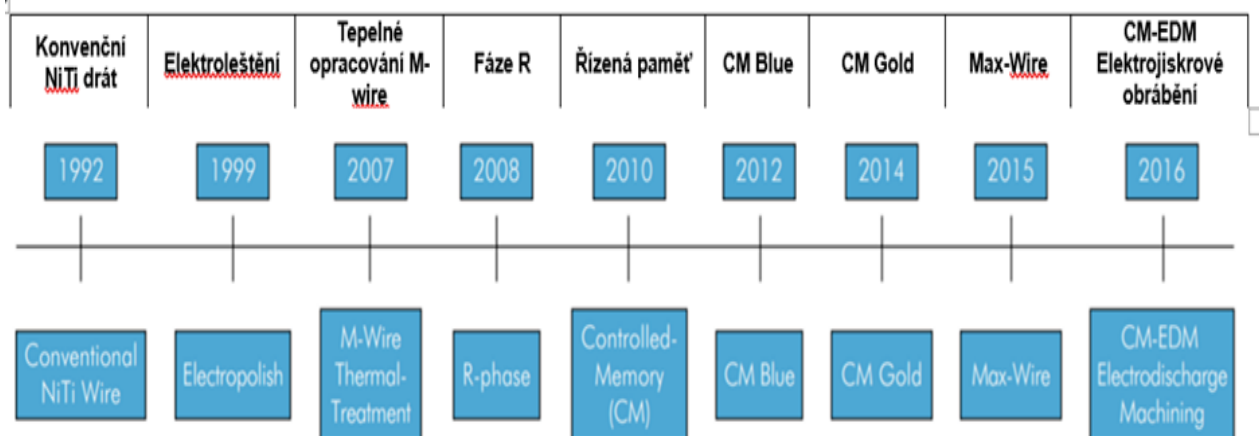 Konvenční
NiTi drát
Elektroleštění
Tepelné
opracování M-
wire
Fáze R
Řízená paměť
CM Blue
CM Gold
Max-Wire
CM-EDM
Elektrojiskrové
obrábění
1992
1999
2007
2008
2010
2012
2014
2015
2016
Conventional
NiTi Wire
Electropolish
M-Wire
Thermal-
Treatment
R-phase
Controlled-
Memory
(CM)
CM Blue
CM Gold
Max-Wire
CM-EDM
Electrodischarge
Machining